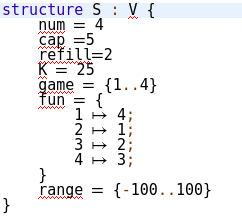 structure S : V {
num = 4
cap =5
refill=2
K = 25
game = {1..4}
fun = {
1 ↦ 4;
2 ↦ 1;
3 ↦ 2;
4 ↦ 3;
}
range = {-100..100}
}